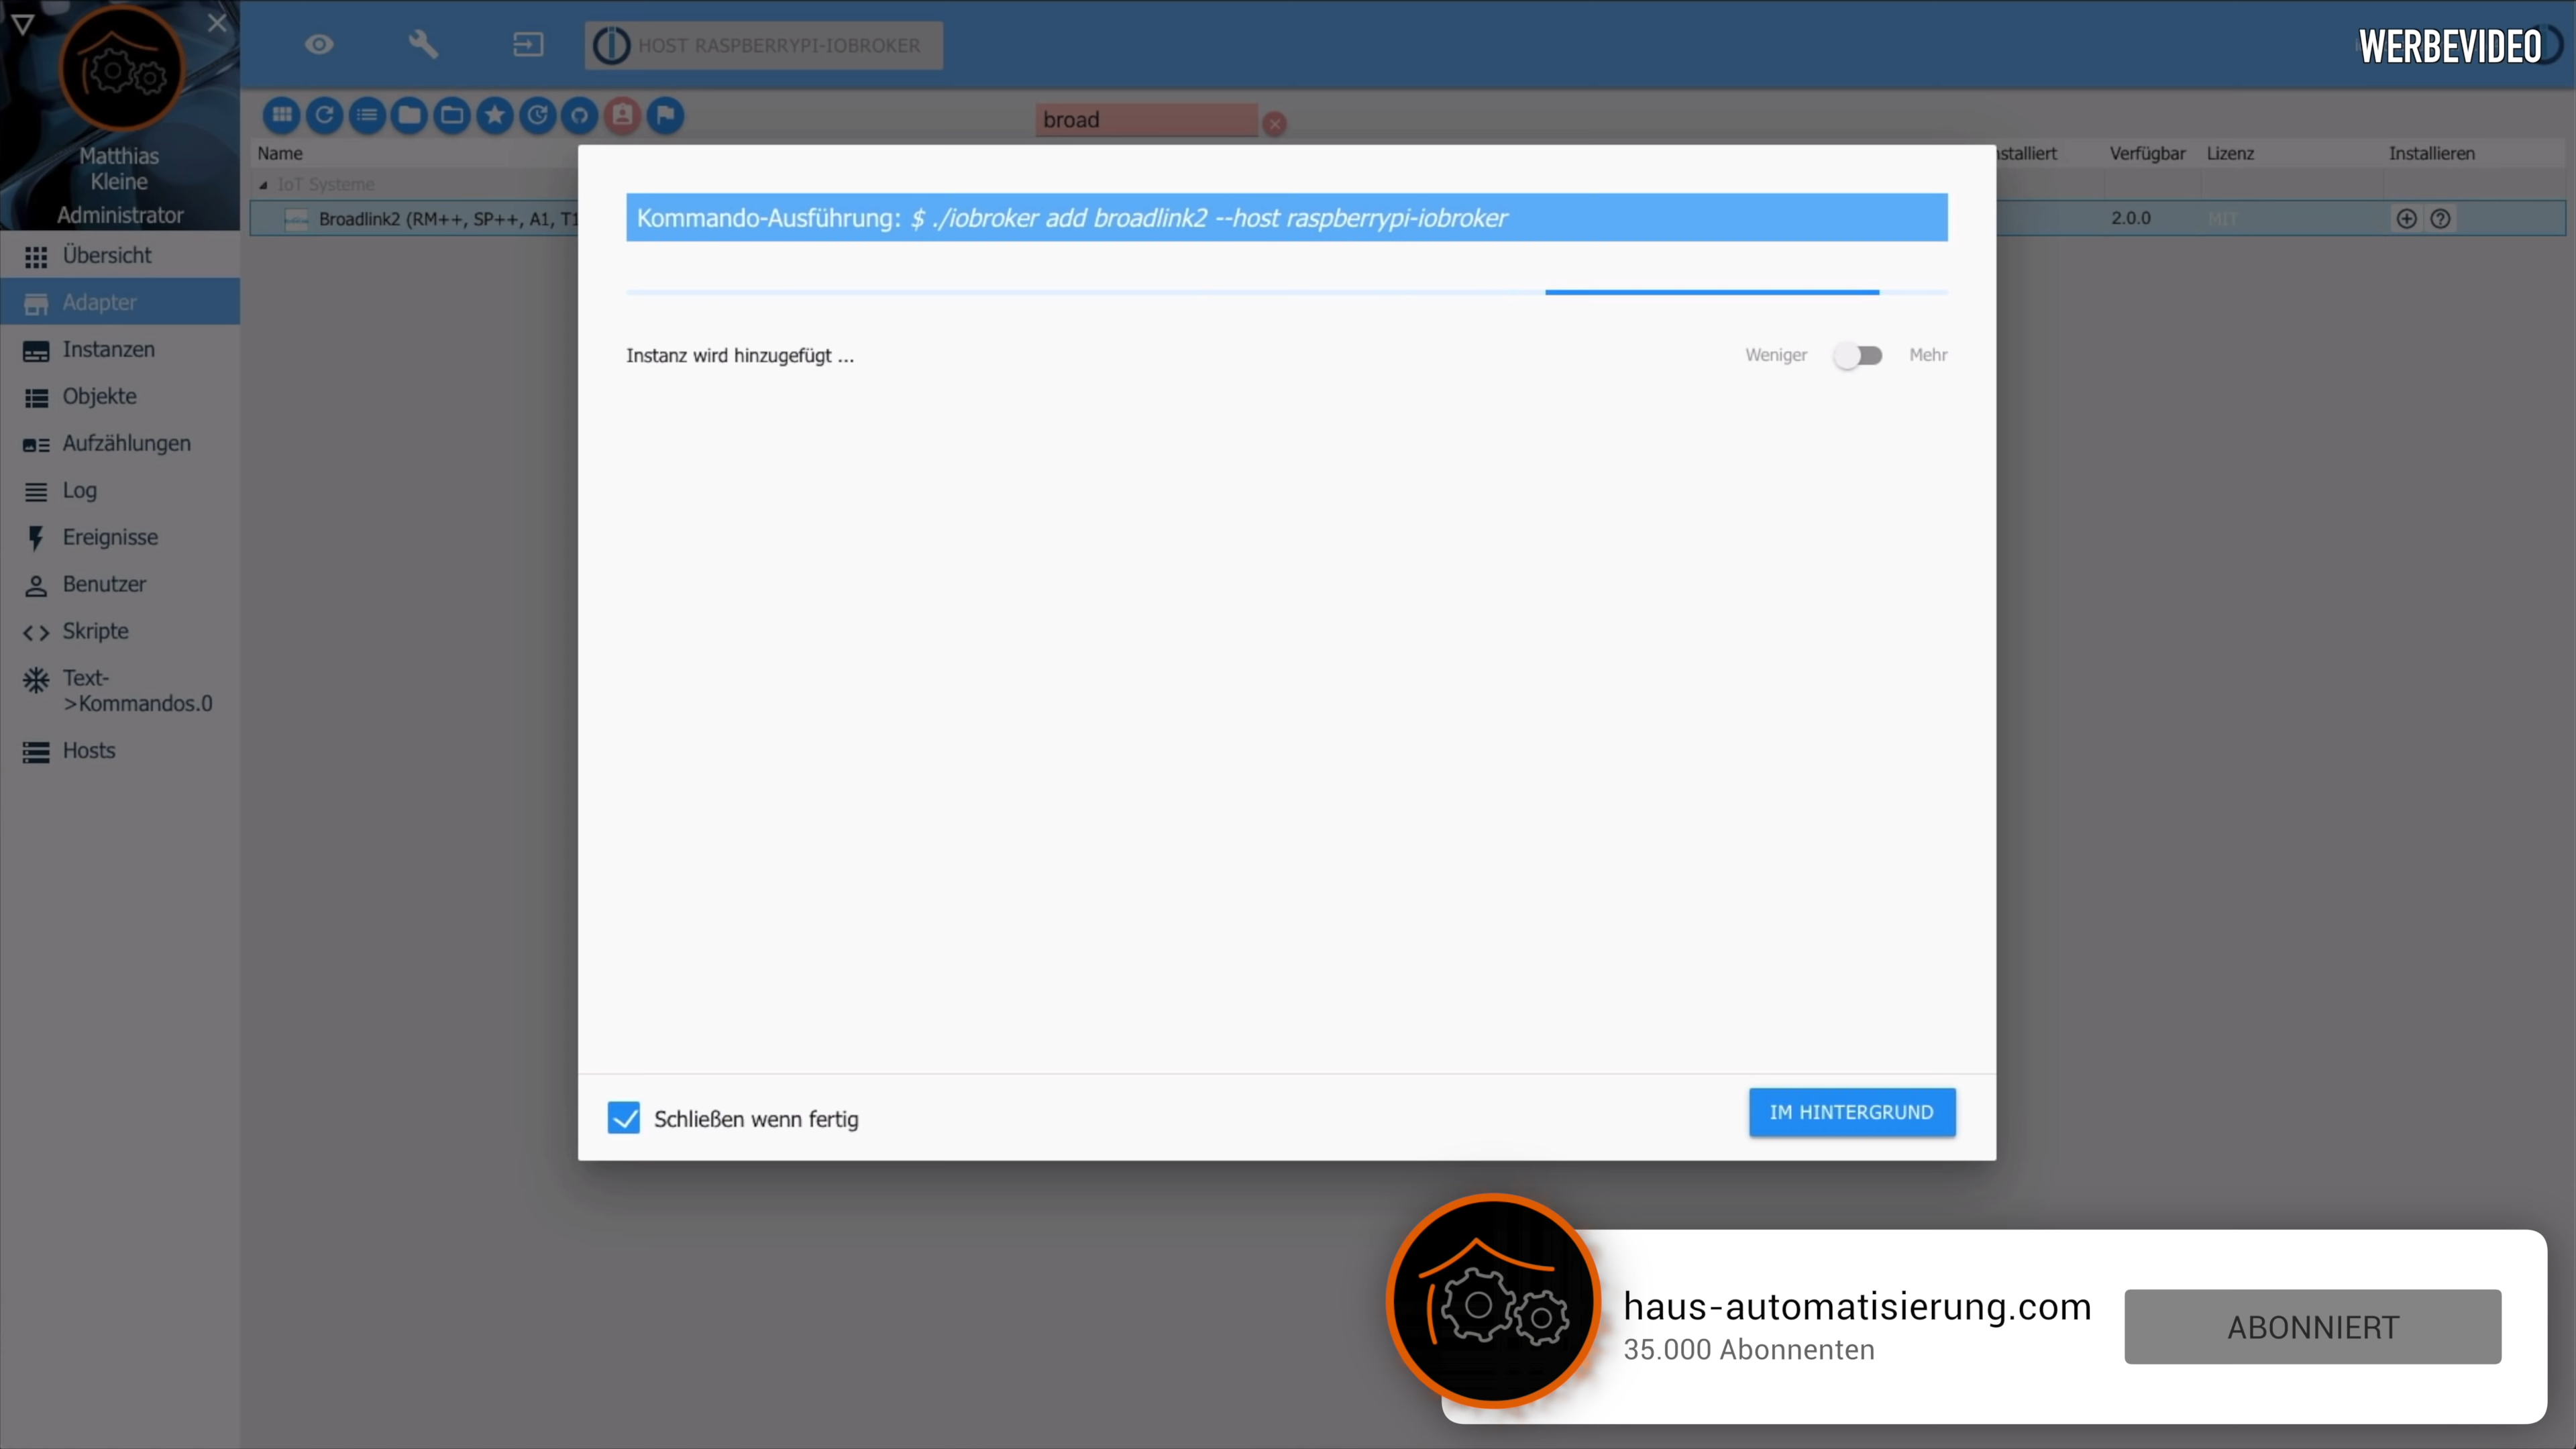 HOST RASPBERRYPI-IOBROKER
WERBEVIDEO
Matthias
Kleine
Administrator
Übersicht
Adapter
Instanzen
Objekte
Aufzählungen
Log
Ereignisse
Benutzer
Skripte
Text-
>Kommandos.0
Hosts
broad
Name
nstalliert
Verfügbar
Lizenz
Installieren
IoT Systeme
Broadlink2 (RM++, SP++, A1, T1
2.0.0
MIT
Kommando-Ausführung: $ ./iobroker add broadlink2 --host raspberrypi-iobroker
Instanz wird hinzugefügt ...
Weniger
Mehr
Schließen wenn fertig
IM HINTERGRUND
haus-automatisierung.com
35.000 Abonnenten
ABONNIERT